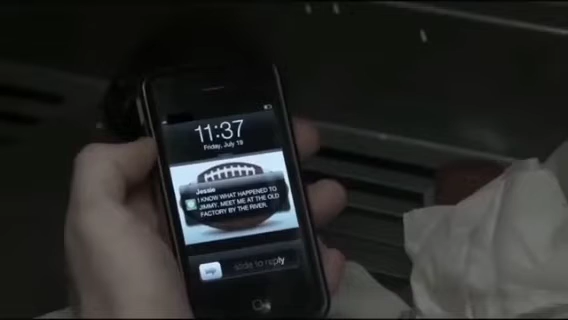 11:37
Friday, July 19
Jessie
I KNOW WHAT HAPPENED TO
JIMMY. MEET ME AT THE OLD
FACTORY BY THE RIVER.
slide to reply